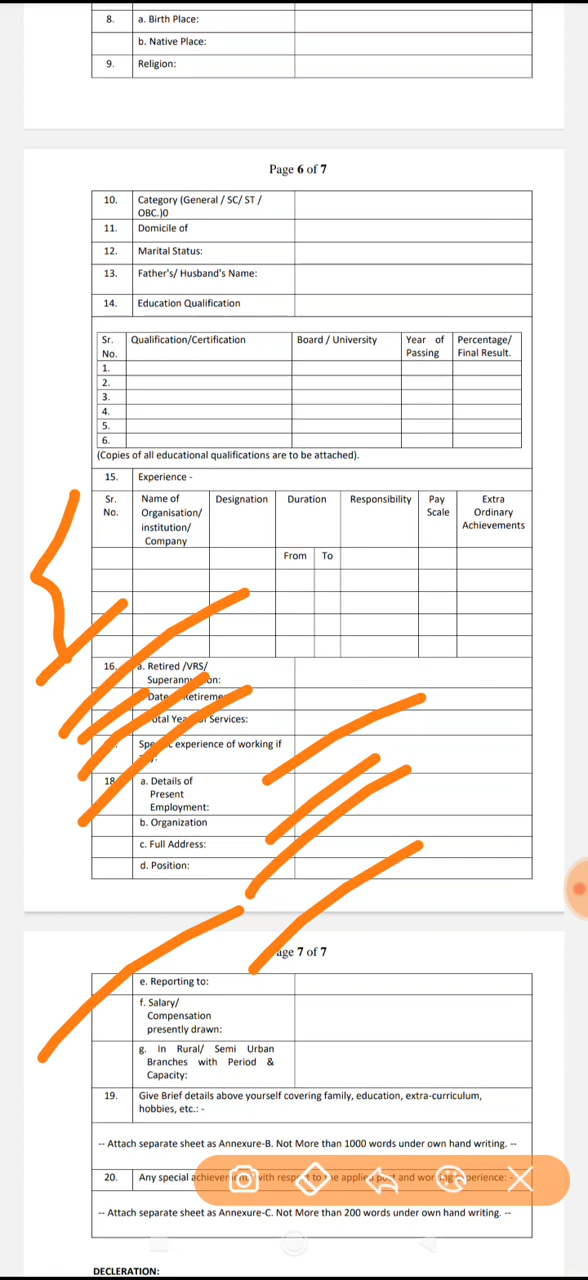 8. a. Birth Place:
b. Native Place:
9. Religion:
Page 6 of 7
10. Category (General / SC/ ST /
OBC.)0
11. Domicile of
12. Marital Status:
13. Father's/ Husband's Name:
14. Education Qualification
Sr. Qualification/Certification Board / University Year of Percentage/
No. Passing Final Result.
1.
2.
3.
4.
5.
6.
(Copies of all educational qualifications are to be attached).
15. Experience -
Sr. Name of Designation Duration Responsibility Pay Extra
No. Organisation/ Scale Ordinary
institution/ Achievements
Company
From To
16. a. Retired /VRS/
Date
Services:
experience of working if
18 a. Details of
Present
Employment:
b. Organization
c. Full Address:
d. Position:
7 of 7
e. Reporting to:
f. Salary/
Compensation
presently drawn:
g. In Rural/ Semi Urban
Branches with Period &
Capacity:
19. Give Brief details above yourself covering family, education, extra-curriculum,
hobbies, etc.: -
-- Attach separate sheet as Annexure-B. Not More than 1000 words under own hand writing. --
20. Any special with to and
-- Attach separate sheet as Annexure-C. Not More than 200 words under own hand writing. --
DECLERATION: